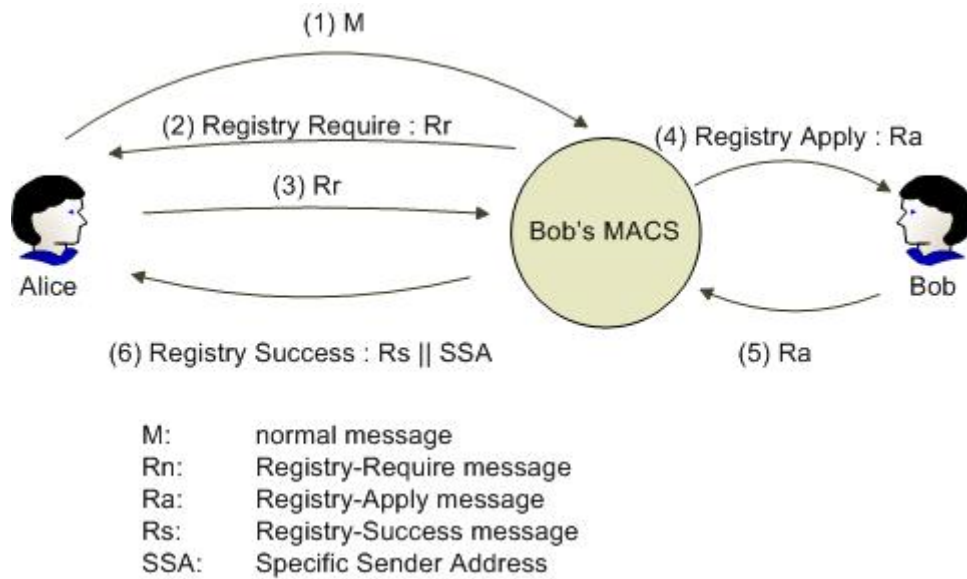 (1) M
(2) Registry Require : Rr
(4) Registry Apply : Ra
(3) Rr
Bob's MACS
Alice
Bob
(6) Registry Success : Rs || SSA
(5) Ra
M: normal message
Rn: Registry-Require message
Ra: Registry-Apply message
Rs: Registry-Success message
SSA: Specific Sender Address